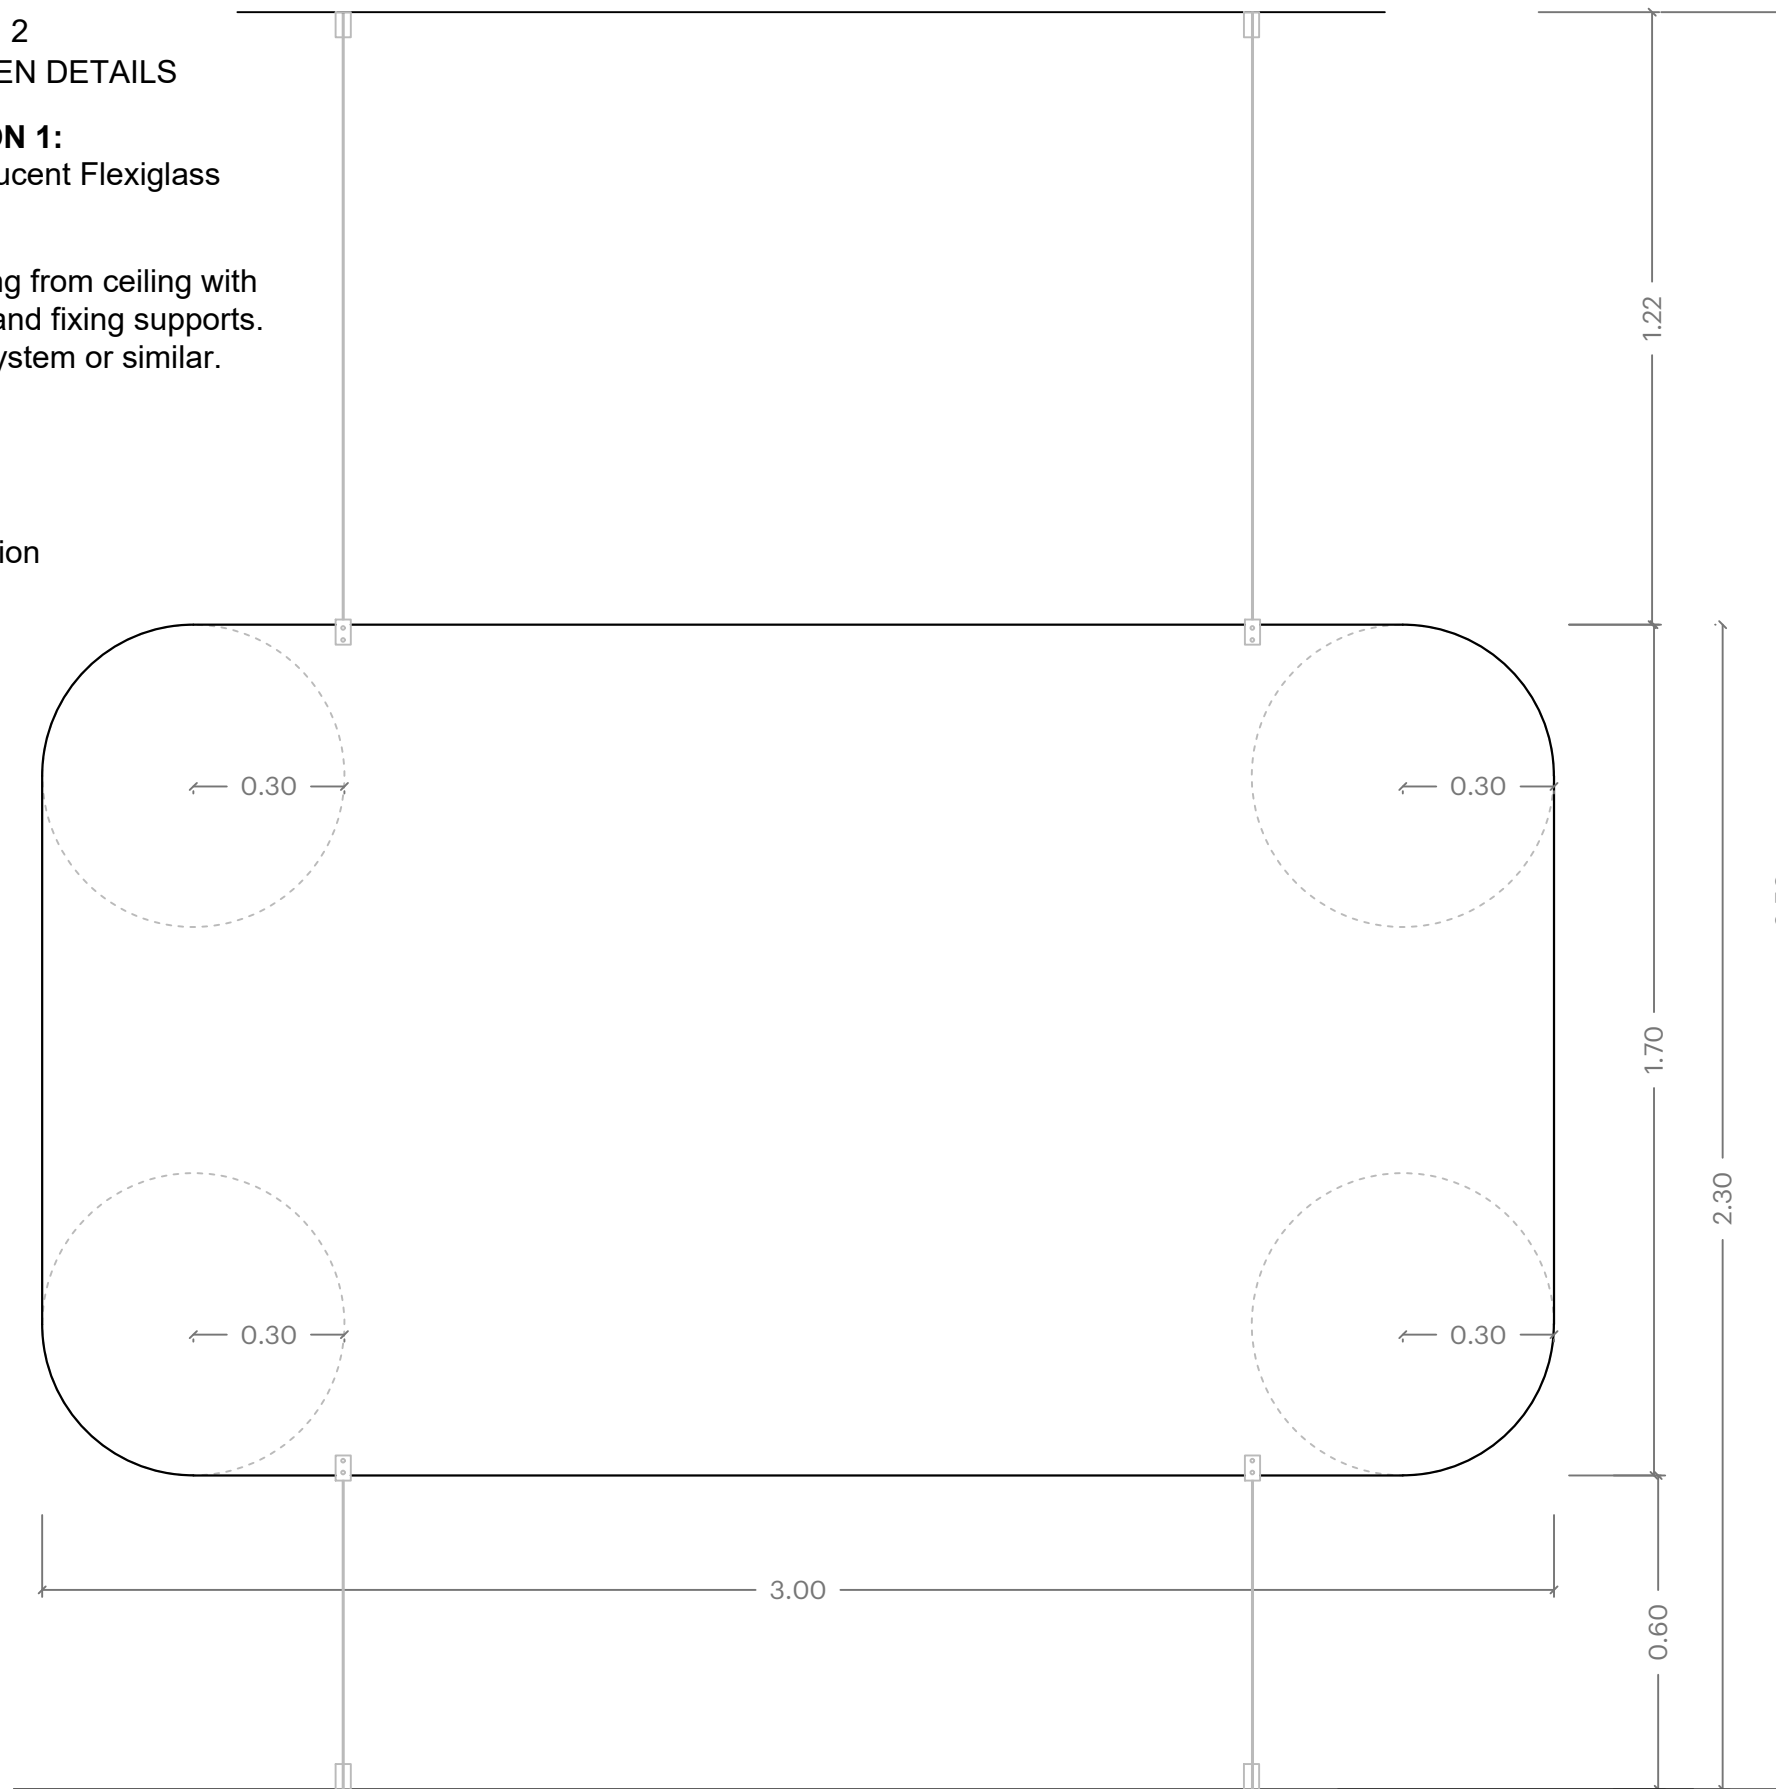 2
EN DETAILS
ON 1:
ucent Flexiglass
ng from ceiling with
and fixing supports.
ystem or similar.
ion
1.22
0.30
0.30
1.70
2.30
0.30
0.30
3.00
0.60